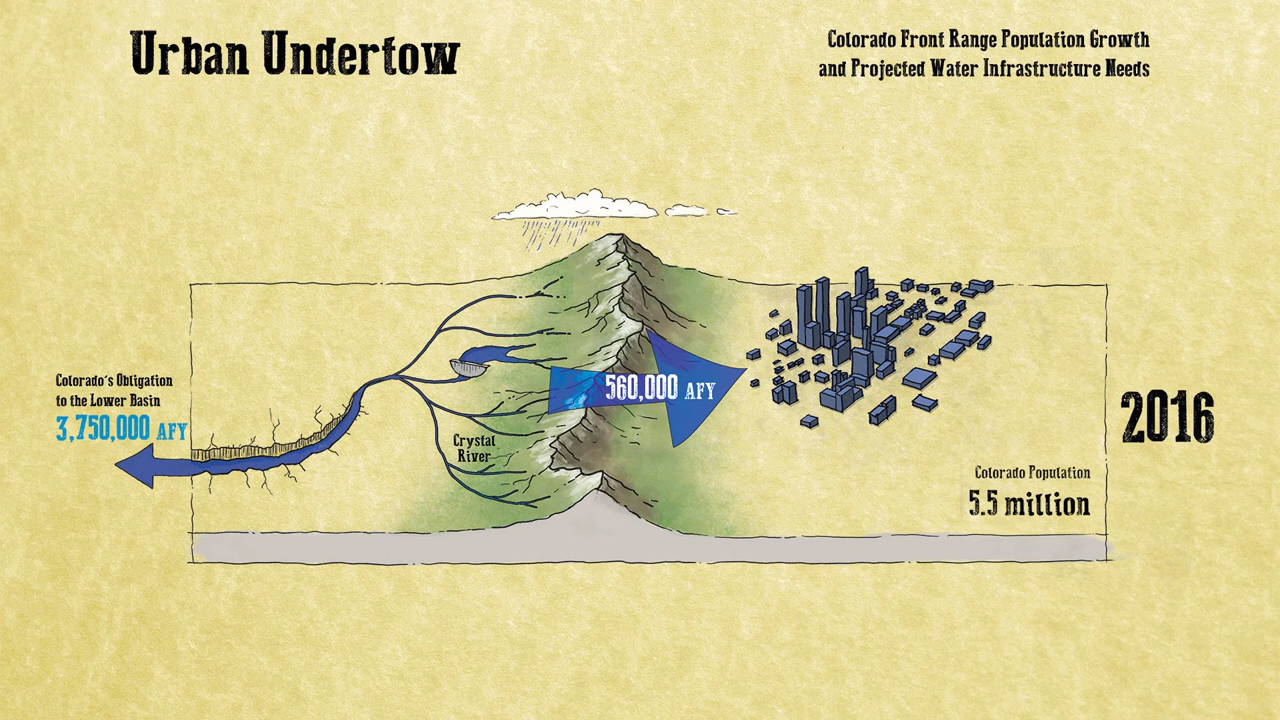 Urban Undertow
Colorado Front Range Population Growth
and Projected Water Infrastructure Needs
Colorado's Obligation
to the Lower Basin
3,750,000 AFY
560,000 AFY
Crystal
River
2016
Colorado Population
5.5 million